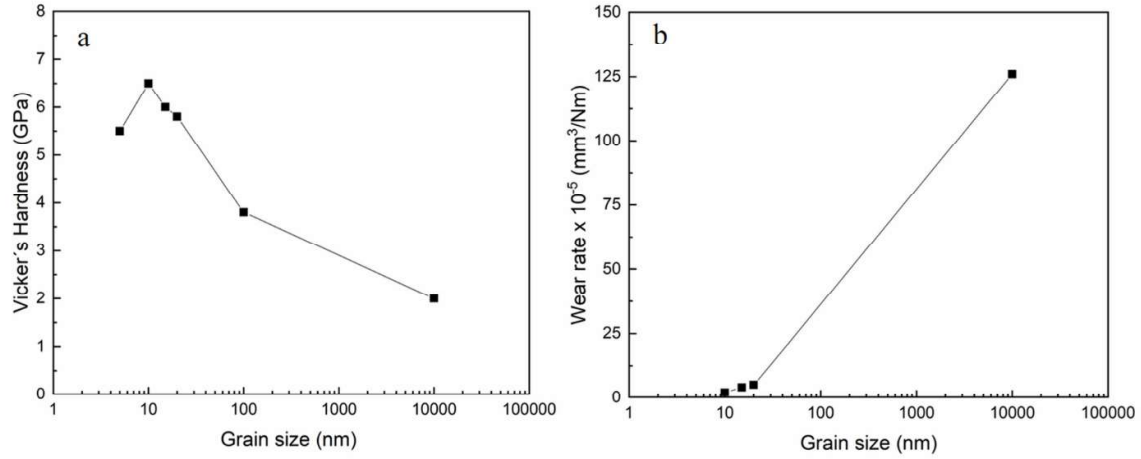 a
8
7
6
5
4
3
2
1
0
Vicker´s Hardness (GPa)
1 10 100 1000 10000 100000
Grain size (nm)
b
150
125
100
75
50
25
0
Wear rate x 10⁻⁵ (mm³/Nm)
1 10 100 1000 10000 100000
Grain size (nm)